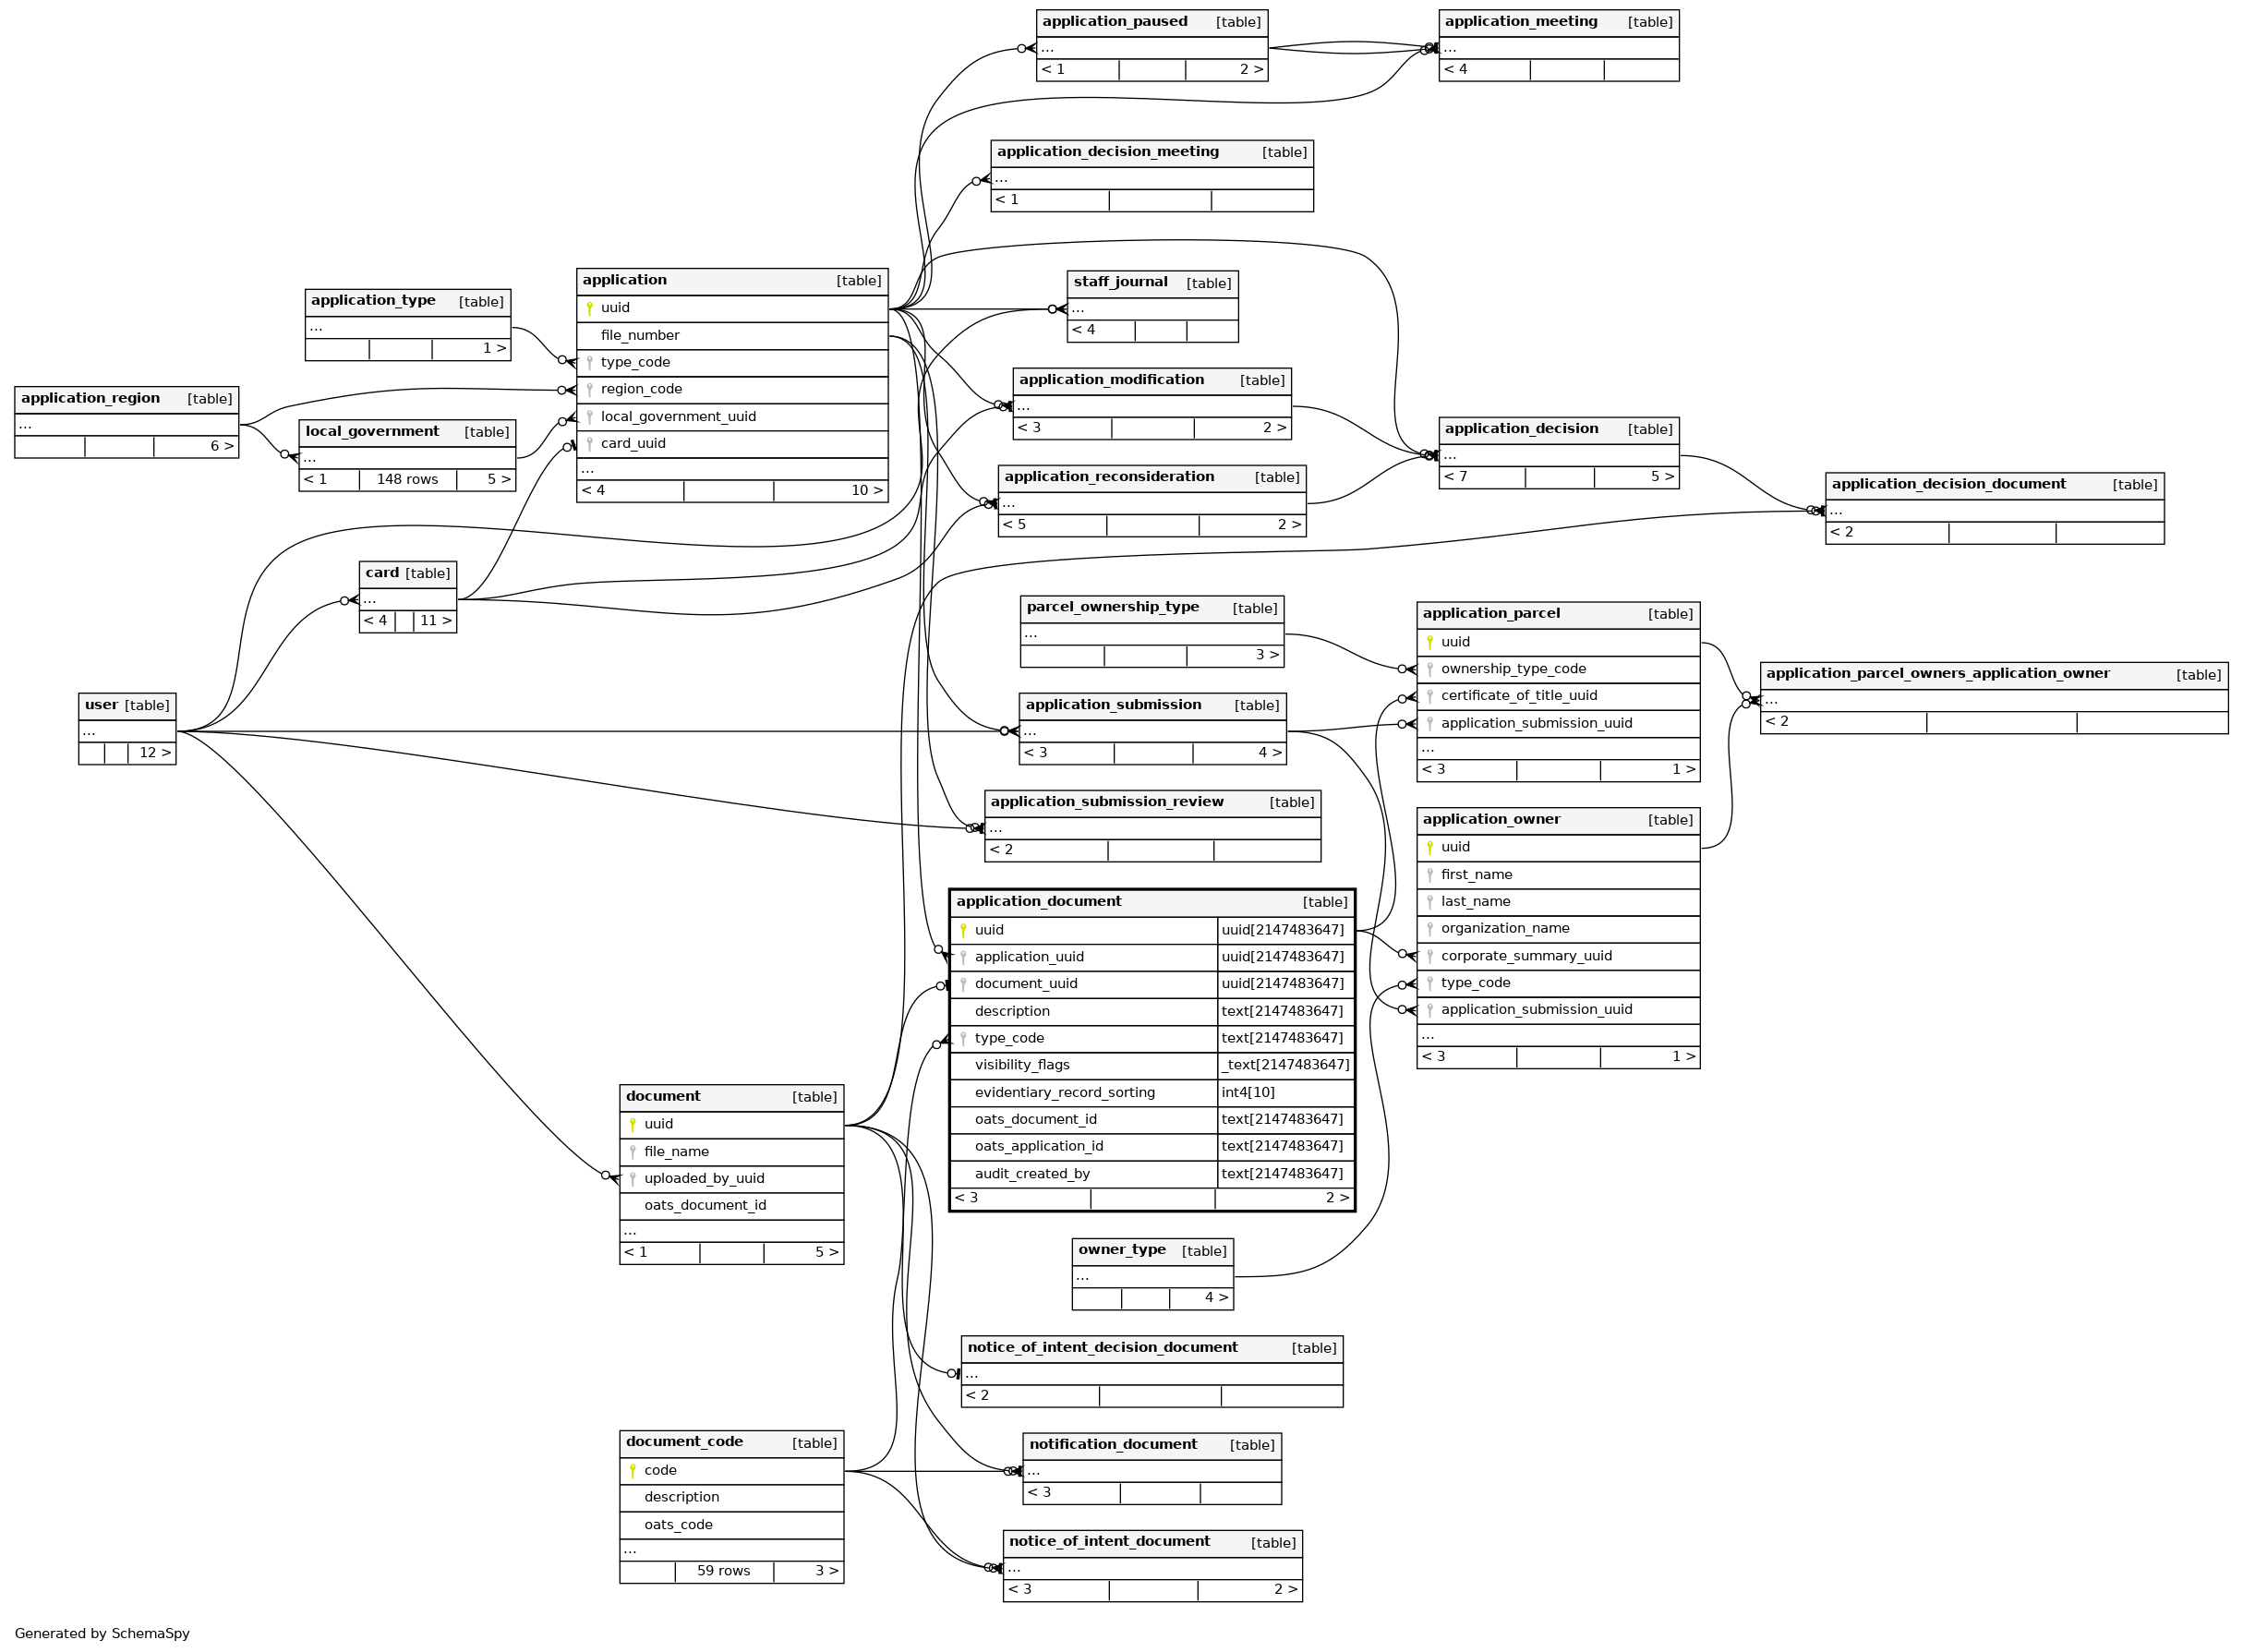 application_paused [table]
...
< 1 2 >
application_meeting [table]
...
< 4
application_decision_meeting [table]
...
< 1
application [table]
uuid
file_number
type_code
region_code
local_government_uuid
card_uuid
...
< 4 10 >
staff_journal [table]
...
< 4
application_type [table]
...
1 >
application_modification [table]
...
< 3 2 >
application_region [table]
...
6 >
local_government [table]
...
< 1 148 rows 5 >
application_decision [table]
...
< 7 5 >
application_reconsideration [table]
...
< 5 2 >
application_decision_document [table]
...
< 2
card [table]
...
< 4 11 >
parcel_ownership_type [table]
...
3 >
application_parcel [table]
uuid
ownership_type_code
certificate_of_title_uuid
application_submission_uuid
...
< 3 1 >
application_parcel_owners_application_owner [table]
...
< 2
user [table]
...
12 >
application_submission [table]
...
< 3 4 >
application_submission_review [table]
...
< 2
application_owner [table]
uuid
first_name
last_name
organization_name
corporate_summary_uuid
type_code
application_submission_uuid
...
< 3 1 >
application_document [table]
uuid uuid[2147483647]
application_uuid uuid[2147483647]
document_uuid uuid[2147483647]
description text[2147483647]
type_code text[2147483647]
visibility_flags _text[2147483647]
evidentiary_record_sorting int4[10]
oats_document_id text[2147483647]
oats_application_id text[2147483647]
audit_created_by text[2147483647]
< 3 2 >
document [table]
uuid
file_name
uploaded_by_uuid
oats_document_id
...
< 1 5 >
owner_type [table]
...
4 >
notice_of_intent_decision_document [table]
...
< 2
document_code [table]
code
description
oats_code
...
59 rows 3 >
notification_document [table]
...
< 3
notice_of_intent_document [table]
...
< 3 2 >
Generated by SchemaSpy